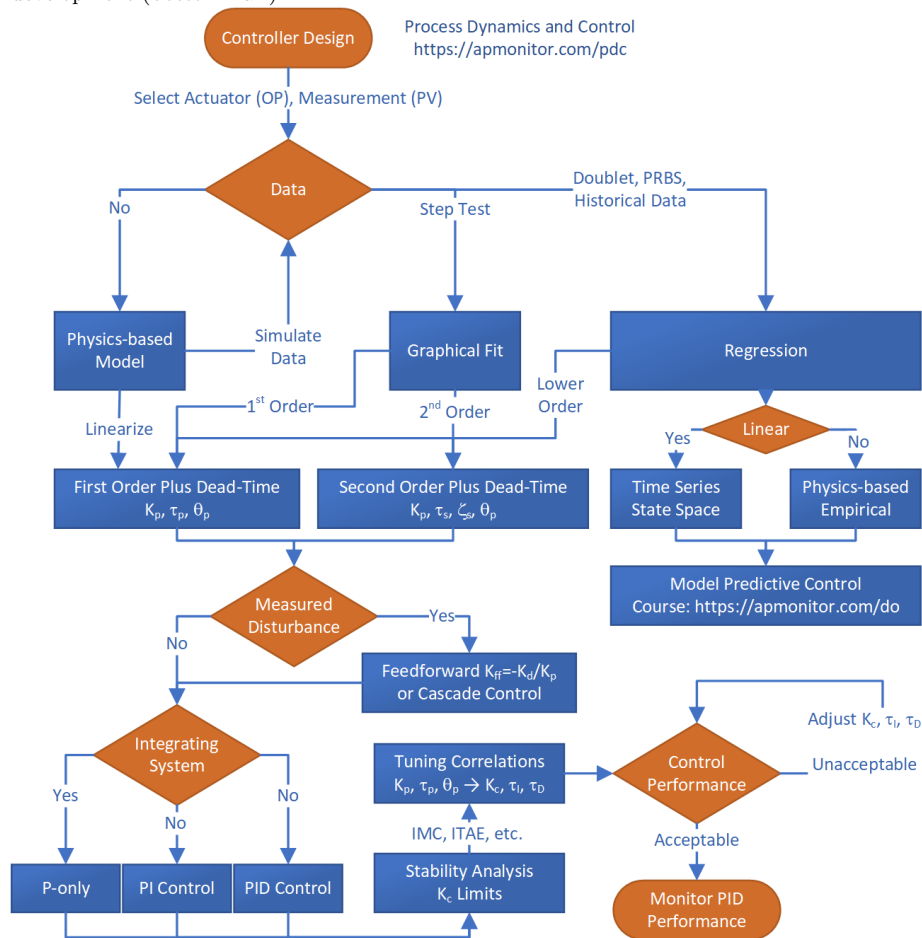 Controller Design
Process Dynamics and Control
https://apmonitor.com/pdc
Select Actuator (OP), Measurement (PV)
Data
No
Step Test
Doublet, PRBS,
Historical Data
Physics-based
Model
Simulate
Data
Graphical Fit
Regression
Linearize
1st Order
2nd Order
Lower
Order
Linear
Yes
No
First Order Plus Dead-Time
Kp, τp, θp
Second Order Plus Dead-Time
Kp, τs, ζs, θp
Time Series
State Space
Physics-based
Empirical
Model Predictive Control
Course: https://apmonitor.com/do
Measured
Disturbance
Yes
No
Feedforward Kff=-Kd/Kp
or Cascade Control
Integrating
System
Yes
No
No
Tuning Correlations
Kp, τp, θp → Kc, τI, τD
Control
Performance
Adjust Kc, τI, τD
Unacceptable
IMC, ITAE, etc.
Acceptable
P-only
PI Control
PID Control
Stability Analysis
Kc Limits
Monitor PID
Performance